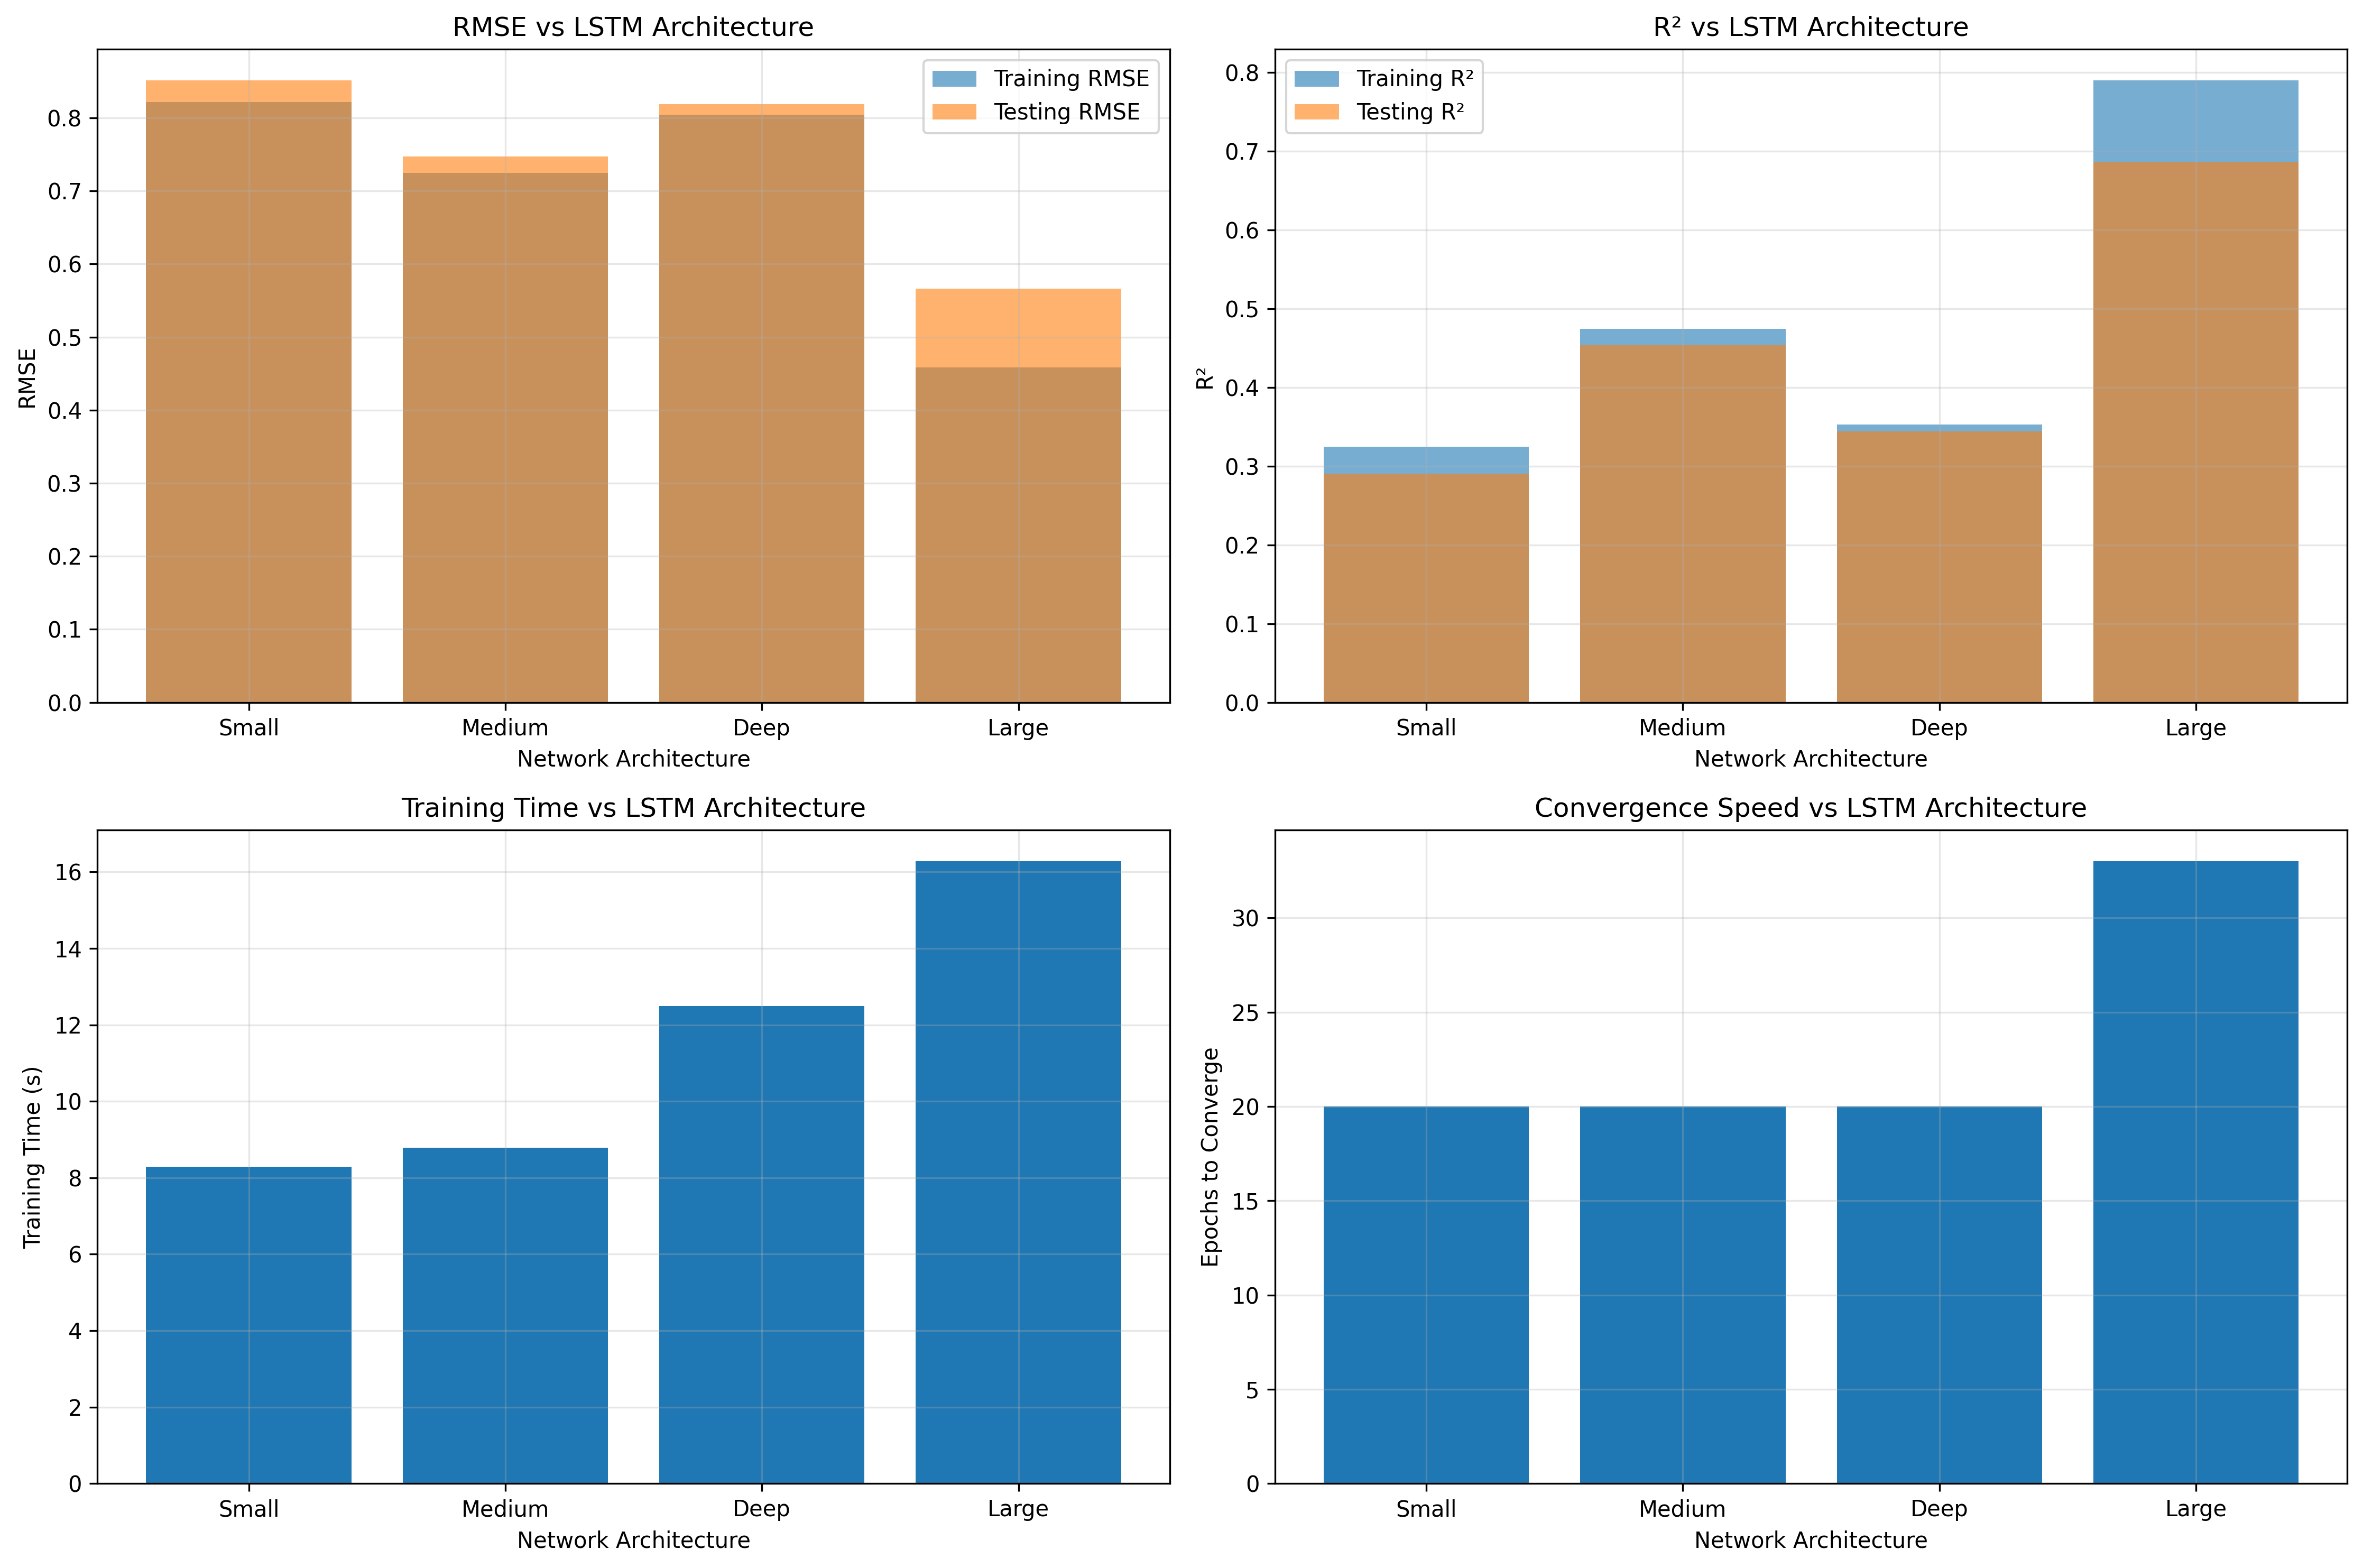 RMSE vs LSTM Architecture
Training RMSE
Testing RMSE
RMSE
0.8
0.7
0.6
0.5
0.4
0.3
0.2
0.1
0.0
Small Medium Deep Large
Network Architecture
R² vs LSTM Architecture
Training R²
Testing R²
R²
0.8
0.7
0.6
0.5
0.4
0.3
0.2
0.1
0.0
Small Medium Deep Large
Network Architecture
Training Time vs LSTM Architecture
Training Time (s)
16
14
12
10
8
6
4
2
0
Small Medium Deep Large
Network Architecture
Convergence Speed vs LSTM Architecture
Epochs to Converge
30
25
20
15
10
5
0
Small Medium Deep Large
Network Architecture